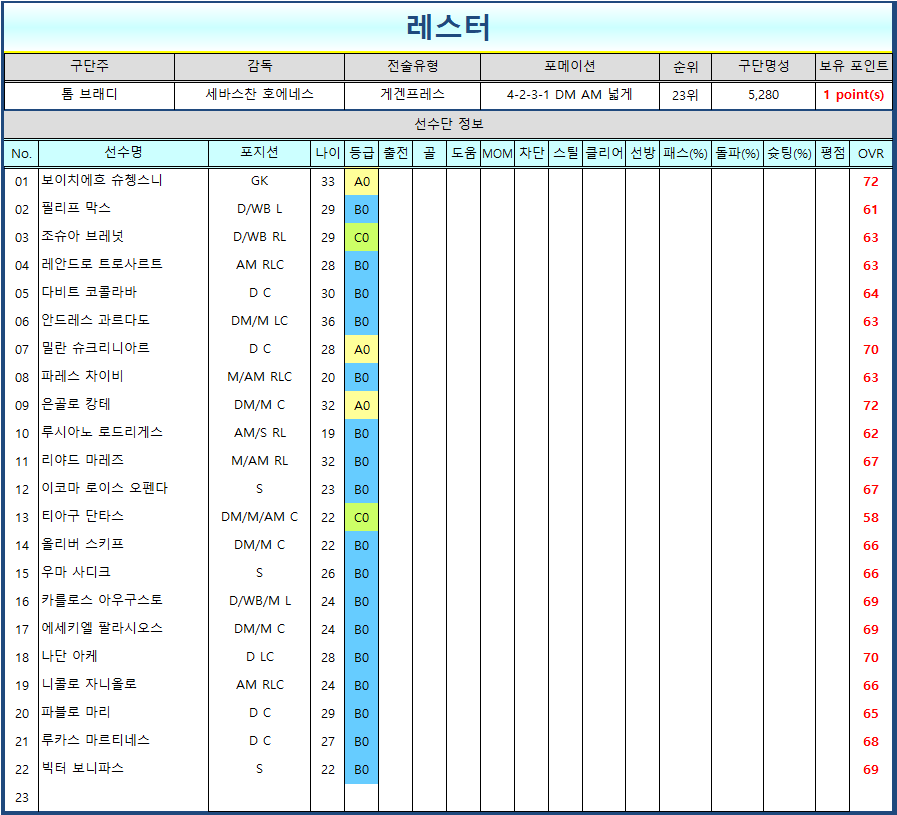 레스터
구단주 감독 전술유형 포메이션 순위 구단명성 보유 포인트
톰 브래디 세바스찬 호에네스 게겐프레스 4-2-3-1 DM AM 넓게 23위 5,280 1 point(s)
선수단 정보
No. 선수명 포지션 나이 등급 출전 골 도움 MOM 차단 스틸 클리어 선방 패스(%) 돌파(%) 슛팅(%) 평점 OVR
01 보이치에흐 슈쳉스니 GK 33 A0 72
02 필리프 막스 D/WB L 29 B0 61
03 조슈아 브레넛 D/WB RL 29 C0 63
04 레안드로 트로사르트 AM RLC 28 B0 63
05 다비트 코콜라바 D C 30 B0 64
06 안드레스 과르다도 DM/M LC 36 B0 63
07 밀란 슈크리니아르 D C 28 A0 70
08 파레스 차이비 M/AM RLC 20 B0 63
09 은골로 캉테 DM/M C 32 A0 72
10 루시아노 로드리게스 AM/S RL 19 B0 62
11 리야드 마레즈 M/AM RL 32 B0 67
12 이코마 로이스 오펜다 S 23 B0 67
13 티아구 단타스 DM/M/AM C 22 C0 58
14 올리버 스키프 DM/M C 22 B0 66
15 우마 사디크 S 26 B0 66
16 카를로스 아우구스토 D/WB/M L 24 B0 69
17 에세키엘 팔라시오스 DM/M C 24 B0 69
18 나단 아케 D LC 28 B0 70
19 니콜로 자니올로 AM RLC 24 B0 66
20 파블로 마리 D C 29 B0 65
21 루카스 마르티네스 D C 27 B0 68
22 빅터 보니파스 S 22 B0 69
23